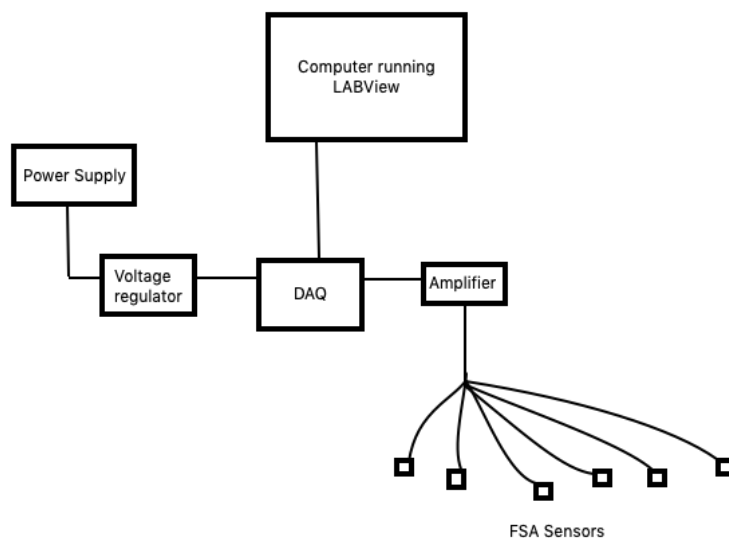 Computer running
LABView
Power Supply
Voltage
regulator
DAQ
Amplifier
FSA Sensors